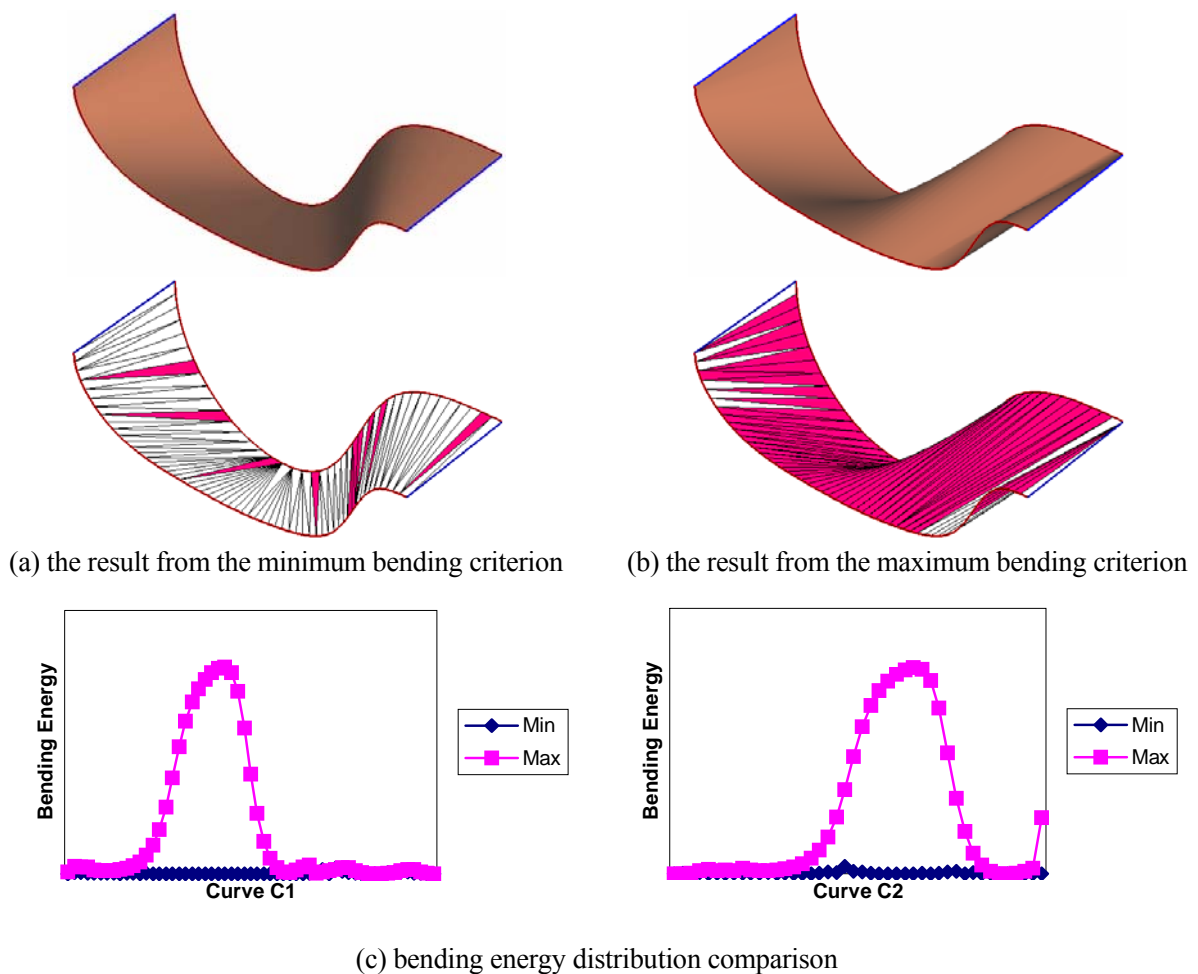 (a) the result from the minimum bending criterion
(b) the result from the maximum bending criterion
Bending Energy
Min
Max
Curve C1
Bending Energy
Min
Max
Curve C2
(c) bending energy distribution comparison